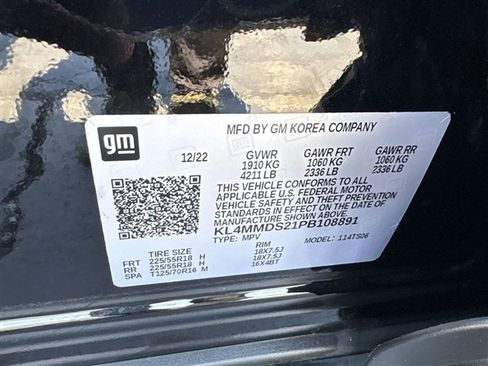 gm
MFD BY GM KOREA COMPANY
12/22 GVWR GAWR FRT GAWR RR
1910 KG 1060 KG 1060 KG
4211 LB 2336 LB 2336 LB
THIS VEHICLE CONFORMS TO ALL
APPLICABLE U.S. FEDERAL MOTOR
VEHICLE SAFETY AND THEFT PREVENTION
STANDARDS IN EFFECT ON THE DATE OF
MANUFACTURE SHOWN ABOVE.
KL4MMDS21PB108891
TYPE: MPV MODEL: 114TS06
TIRE SIZE RIM
FRT 225/55R18 H 18X7.5J
RR 225/55R18 H 18X7.5J
SPA T125/70R16 M 16X4BT